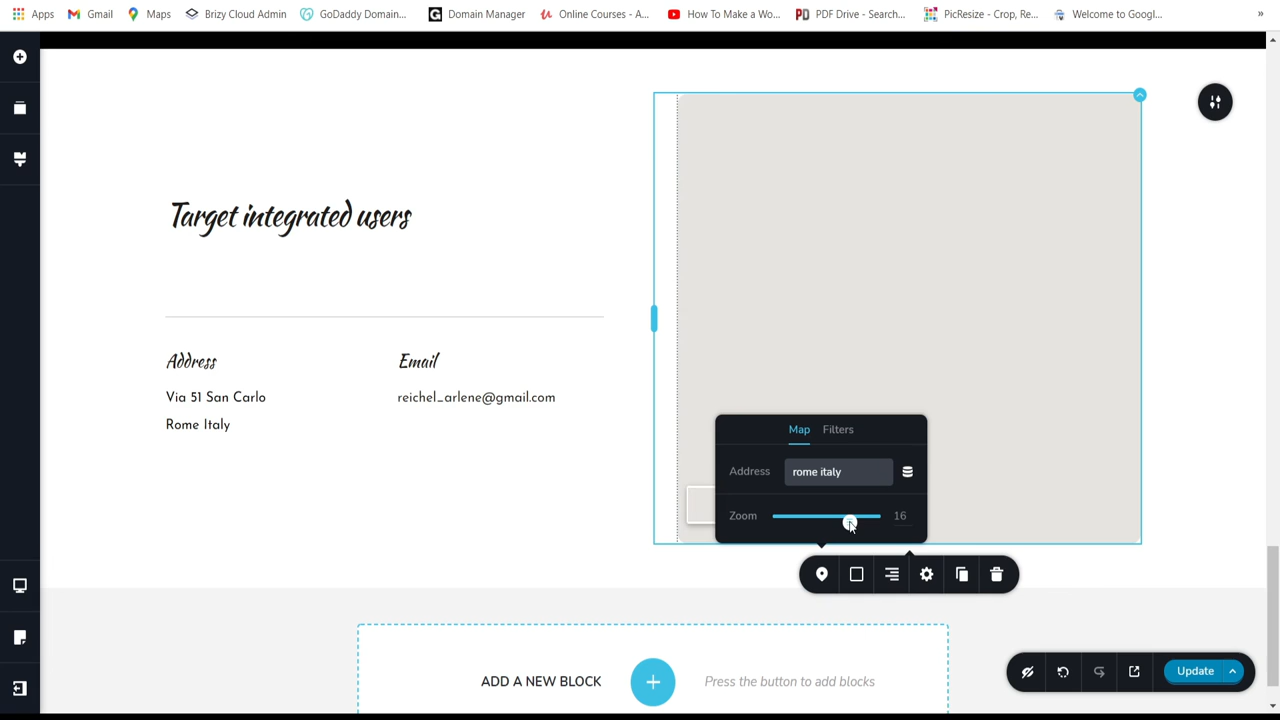 Apps Gmail Maps Brizy Cloud Admin GoDaddy Domain... Domain Manager Online Courses - A... How To Make a Wo... PDF Drive - Search... PicResize - Crop, Re... Welcome to Googl... »
Target integrated users
Address Email
Via 51 San Carlo reichel_arlene@gmail.com
Rome Italy
Map Filters
Address rome italy
Zoom 16
Update
ADD A NEW BLOCK Press the button to add blocks